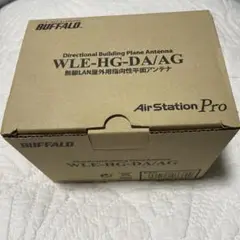 BUFFALO
Directional Building Plane Antenna
WLE-HG-DA/AG
無線LAN屋外用指向性平面アンテナ
AirStation Pro
BUFFALO
WLE-HG-DA/AG